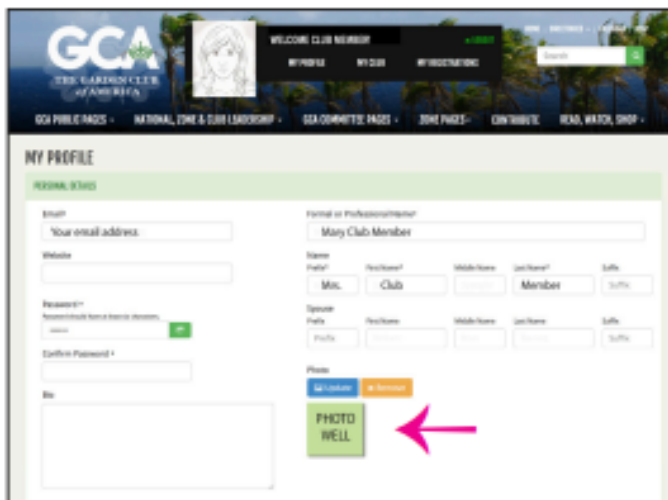 GCA
THE GARDEN CLUB
of AMERICA
WELCOME CLUB MEMBER
MY PROFILE MY CLUB MY REGISTRATIONS
Search
GCA PUBLIC PAGES NATIONAL, ZONE & CLUB LEADERSHIP GCA COMMITTEE PAGES ZONE PAGES CONTRIBUTE READ, WATCH, SHOP
MY PROFILE
PERSONAL DETAILS
Email*
Your email address
Website
Password *
Confirm Password *
Bio
Formal or Professional Name*
Mary Club Member
Name
Prefix* First Name* Middle Name Last Name* Suffix
Mrs. Club Member Suffix
Spouse
Prefix First Name Middle Name Last Name Suffix
Prefix Suffix
Photo
Update Remove
PHOTO
WELL